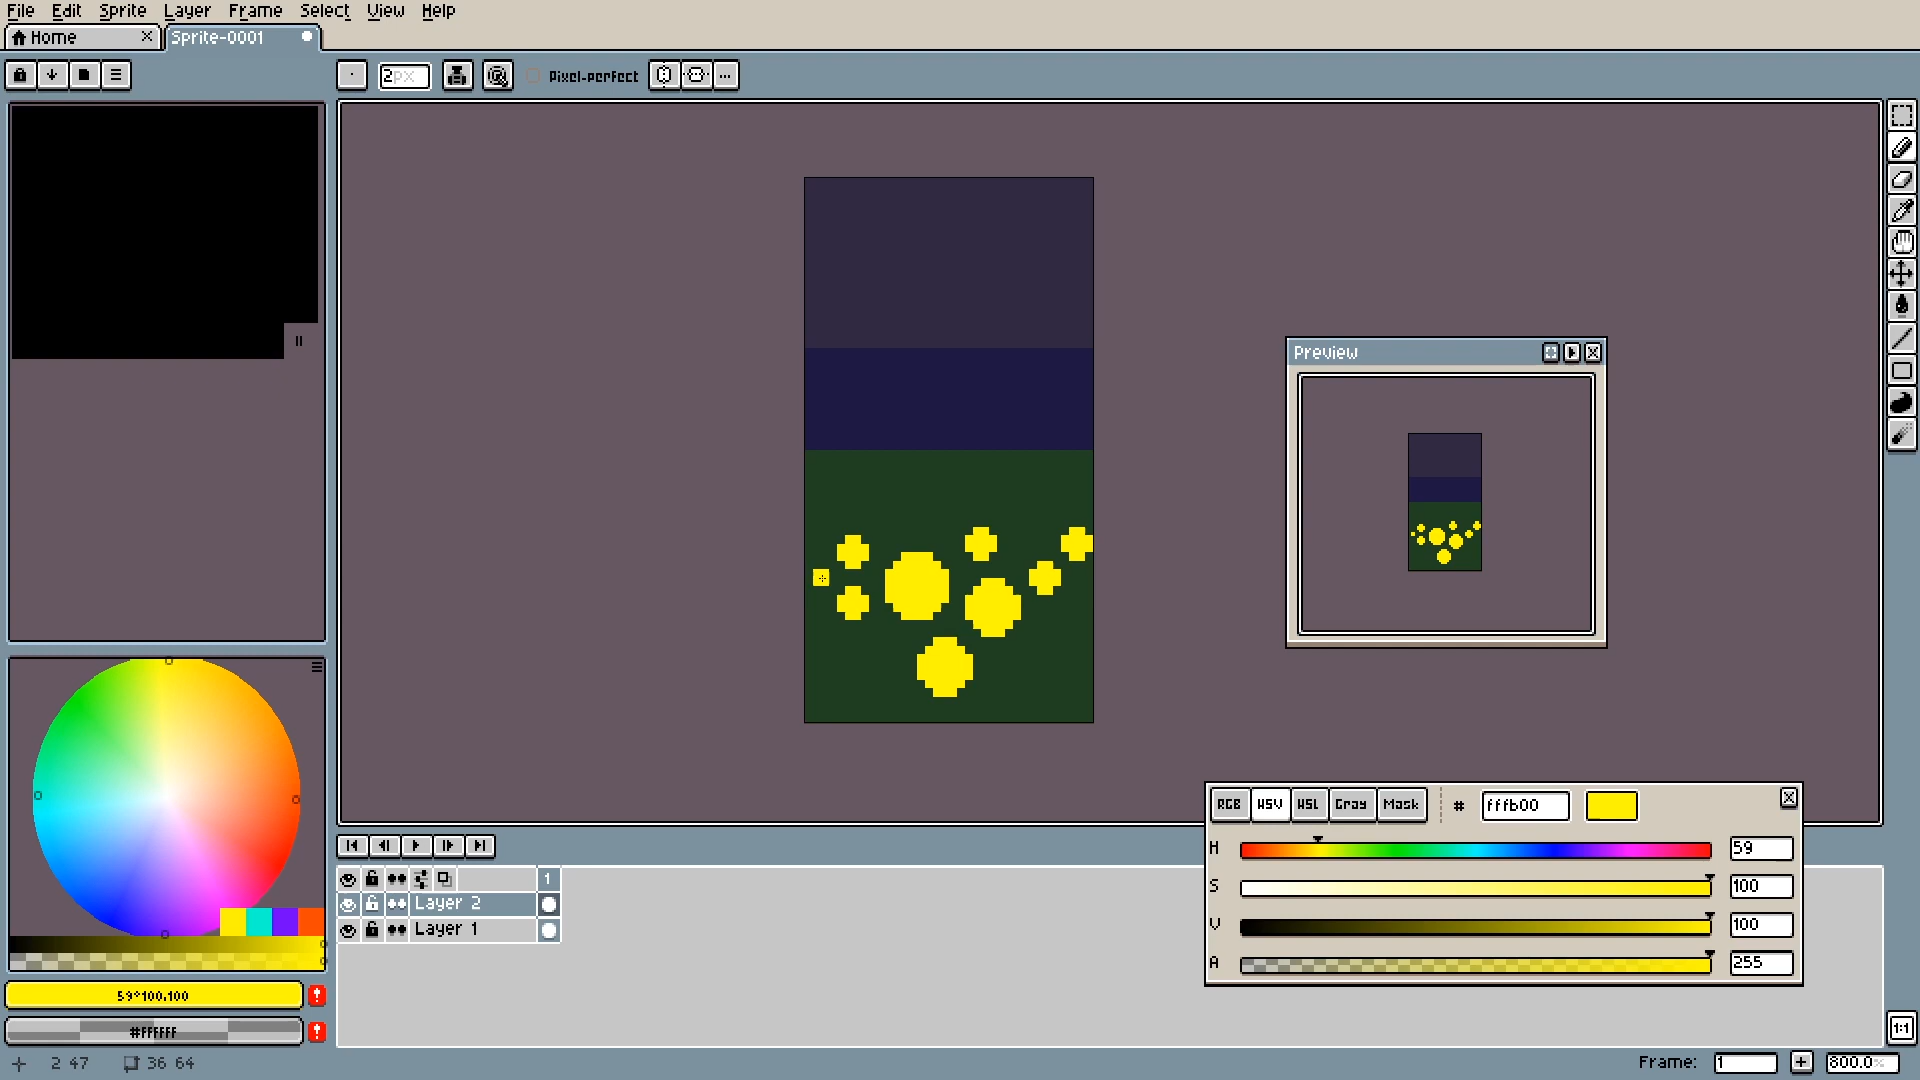 File Edit Sprite Layer Frame Select View Help
Home
Sprite-0001
2px
Pixel-perfect
Preview
RGB HSV HSL Gray Mask # fffb00
H 59
S 100
V 100
A 255
1
Layer 2
Layer 1
59°100,100
#ffffff
2 47 36 64
1:1
Frame: 1 800.0%